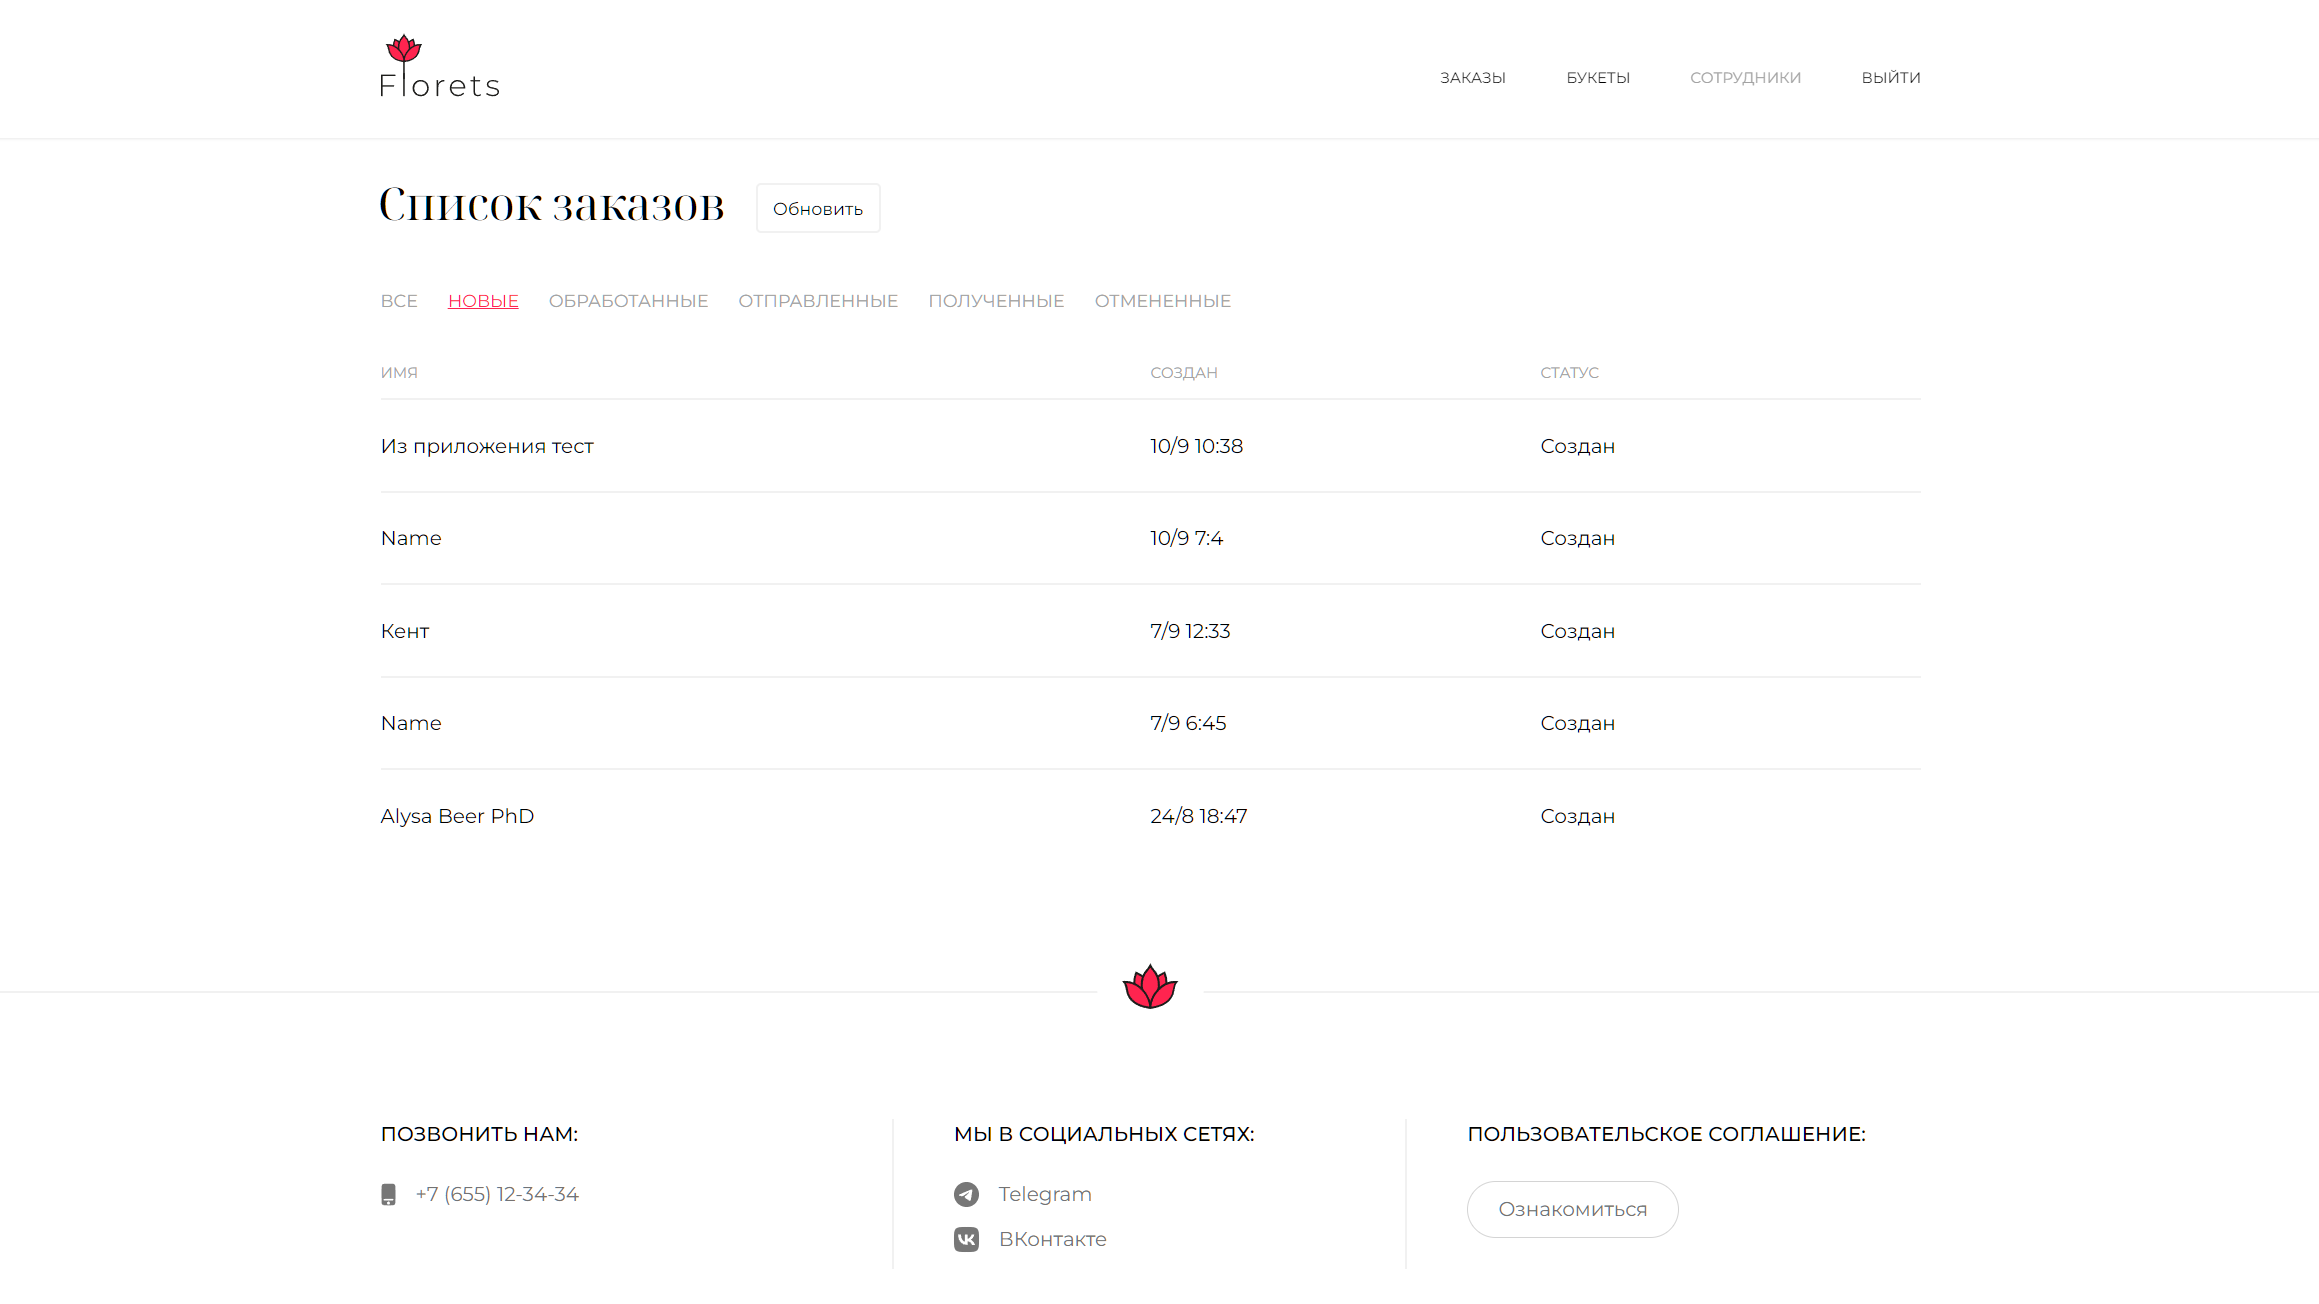 Florets
ЗАКАЗЫ БУКЕТЫ СОТРУДНИКИ ВЫЙТИ
Список заказов Обновить
ВСЕ НОВЫЕ ОБРАБОТАННЫЕ ОТПРАВЛЕННЫЕ ПОЛУЧЕННЫЕ ОТМЕНЕННЫЕ
ИМЯ СОЗДАН СТАТУС
Из приложения тест 10/9 10:38 Создан
Name 10/9 7:4 Создан
Кент 7/9 12:33 Создан
Name 7/9 6:45 Создан
Alysa Beer PhD 24/8 18:47 Создан
ПОЗВОНИТЬ НАМ:
+7 (655) 12-34-34
МЫ В СОЦИАЛЬНЫХ СЕТЯХ:
Telegram
ВКонтакте
ПОЛЬЗОВАТЕЛЬСКОЕ СОГЛАШЕНИЕ:
Ознакомиться